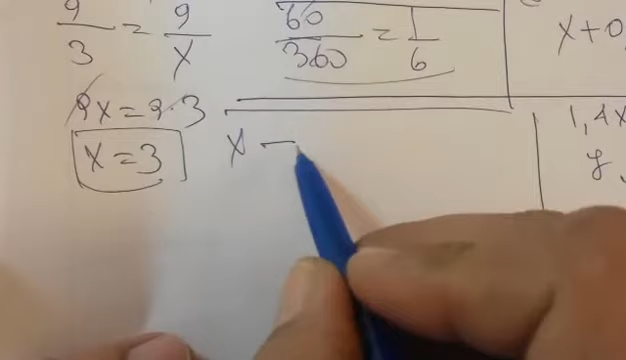 9/3 = 9/x
9x = 9·3
x = 3
60/360 = 1/6
x −
x + 0
1,4x
y